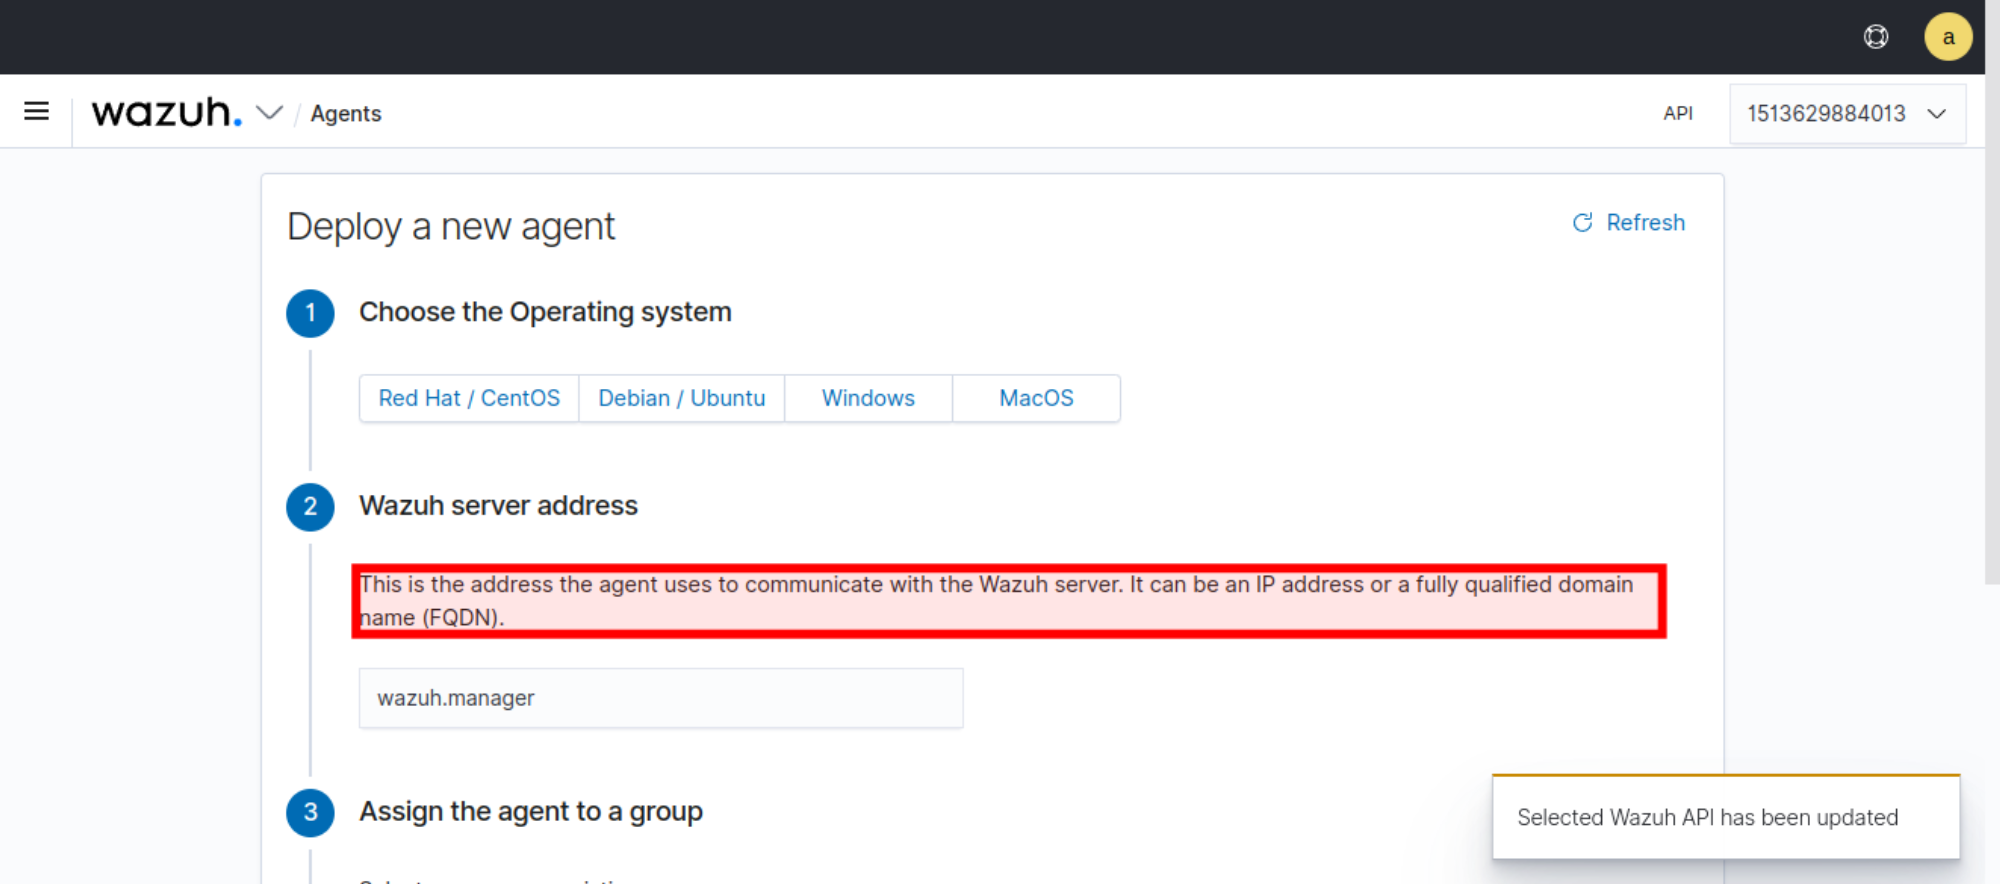 a
wazuh. / Agents
API 1513629884013
Deploy a new agent
Refresh
1 Choose the Operating system
Red Hat / CentOS Debian / Ubuntu Windows MacOS
2 Wazuh server address
This is the address the agent uses to communicate with the Wazuh server. It can be an IP address or a fully qualified domain
name (FQDN).
wazuh.manager
3 Assign the agent to a group
Selected Wazuh API has been updated